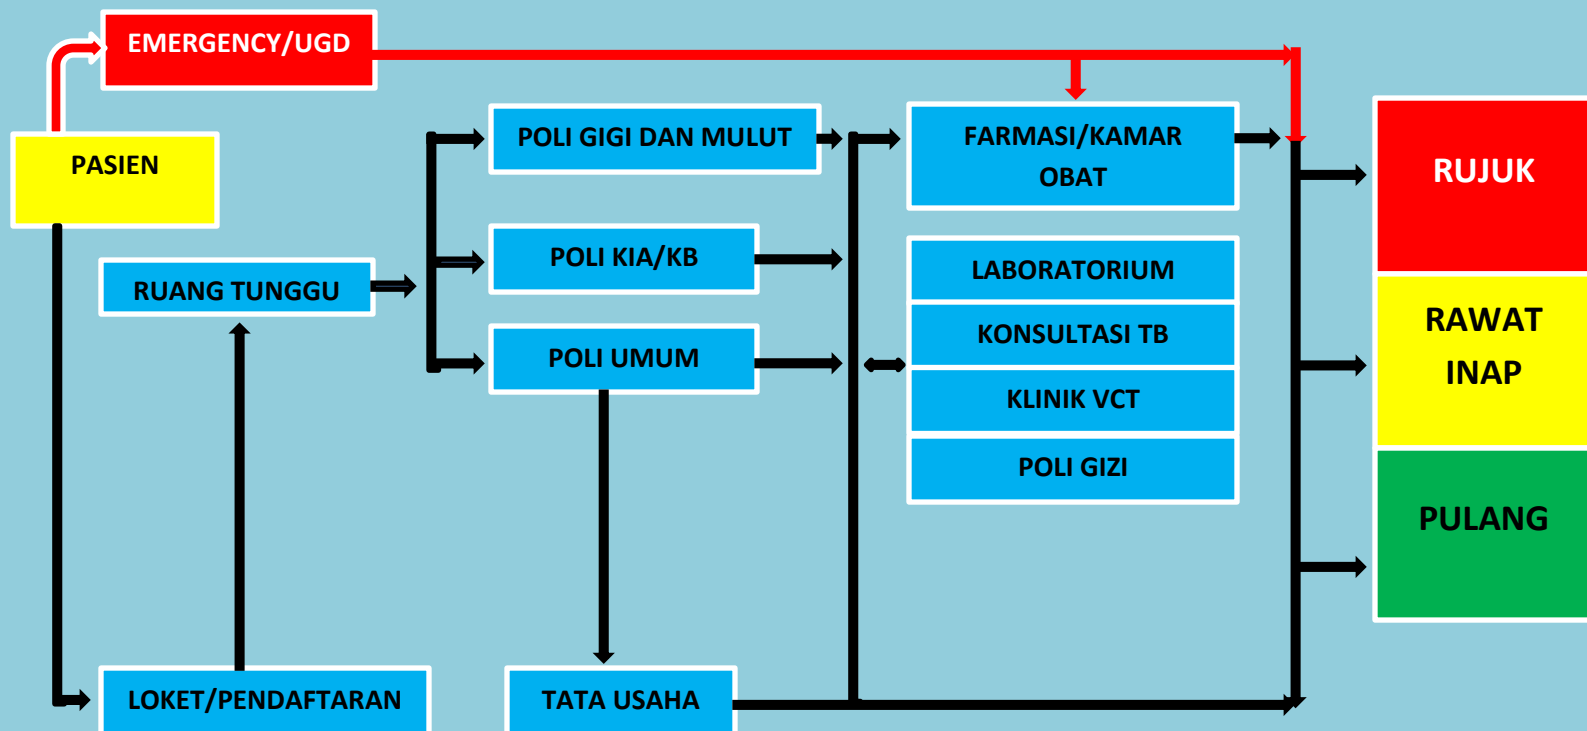 EMERGENCY/UGD
PASIEN
POLI GIGI DAN MULUT
FARMASI/KAMAR
OBAT
RUJUK
POLI KIA/KB
LABORATORIUM
RUANG TUNGGU
KONSULTASI TB
RAWAT
INAP
POLI UMUM
KLINIK VCT
POLI GIZI
PULANG
LOKET/PENDAFTARAN
TATA USAHA